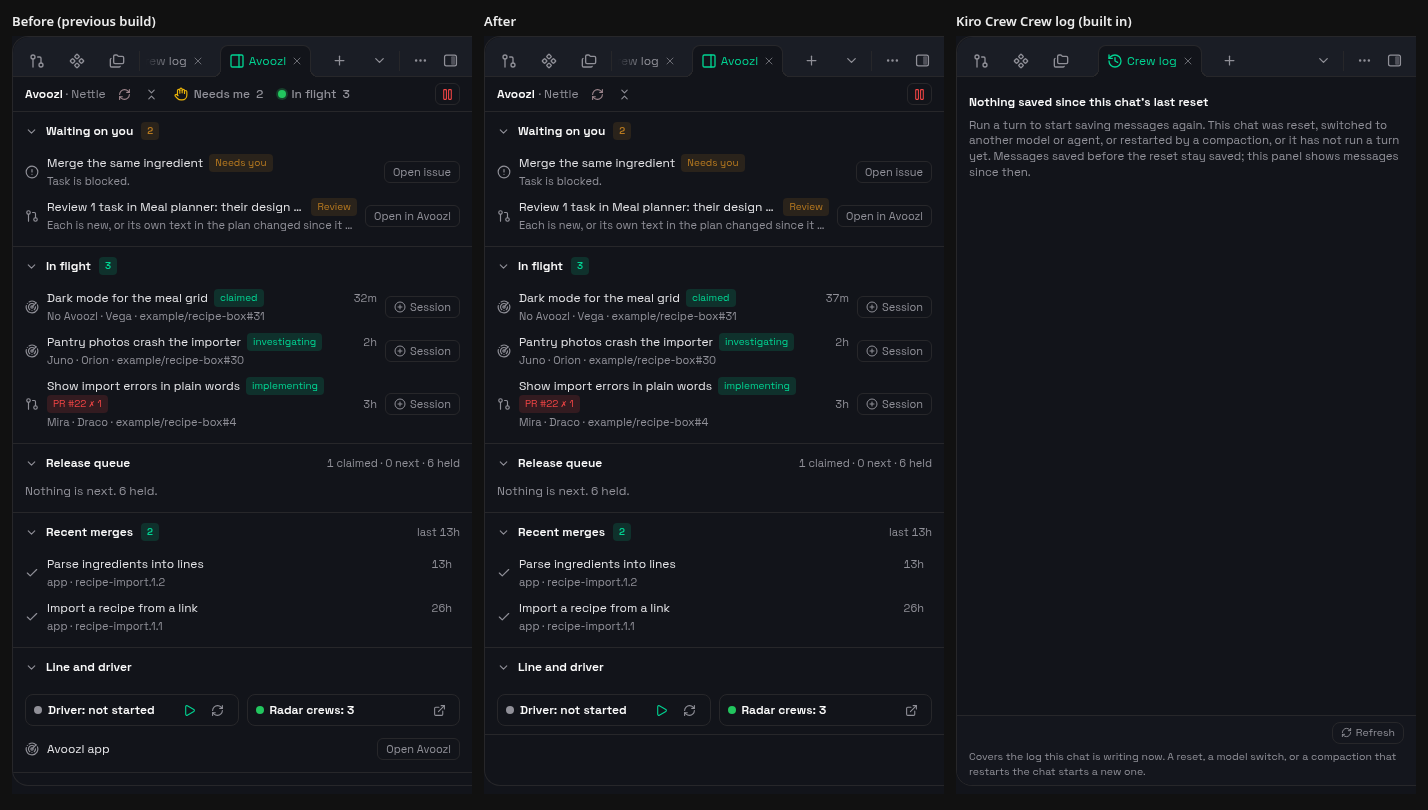 Before (previous build)
ew log
Avoozl
Avoozl · Nettle
Needs me 2
In flight 3
Waiting on you 2
Merge the same ingredient Needs you
Task is blocked.
Open issue
Review 1 task in Meal planner: their design ... Review
Each is new, or its own text in the plan changed since it ...
Open in Avoozl
In flight 3
Dark mode for the meal grid claimed
No Avoozl · Vega · example/recipe-box#31
32m
Session
Pantry photos crash the importer investigating
Juno · Orion · example/recipe-box#30
2h
Session
Show import errors in plain words implementing
PR #22 ✗ 1
Mira · Draco · example/recipe-box#4
3h
Session
Release queue
1 claimed · 0 next · 6 held
Nothing is next. 6 held.
Recent merges 2
last 13h
Parse ingredients into lines
13h
app · recipe-import.1.2
Import a recipe from a link
26h
app · recipe-import.1.1
Line and driver
Driver: not started
Radar crews: 3
Avoozl app
Open Avoozl
After
ew log
Avoozl
Avoozl · Nettle
Waiting on you 2
Merge the same ingredient Needs you
Task is blocked.
Open issue
Review 1 task in Meal planner: their design ... Review
Each is new, or its own text in the plan changed since it ...
Open in Avoozl
In flight 3
Dark mode for the meal grid claimed
No Avoozl · Vega · example/recipe-box#31
37m
Session
Pantry photos crash the importer investigating
Juno · Orion · example/recipe-box#30
2h
Session
Show import errors in plain words implementing
PR #22 ✗ 1
Mira · Draco · example/recipe-box#4
3h
Session
Release queue
1 claimed · 0 next · 6 held
Nothing is next. 6 held.
Recent merges 2
last 13h
Parse ingredients into lines
13h
app · recipe-import.1.2
Import a recipe from a link
26h
app · recipe-import.1.1
Line and driver
Driver: not started
Radar crews: 3
Kiro Crew Crew log (built in)
Crew log
Nothing saved since this chat's last reset
Run a turn to start saving messages again. This chat was reset, switched to
another model or agent, or restarted by a compaction, or it has not run a turn
yet. Messages saved before the reset stay saved; this panel shows messages
since then.
Refresh
Covers the log this chat is writing now. A reset, a model switch, or a compaction that
restarts the chat starts a new one.